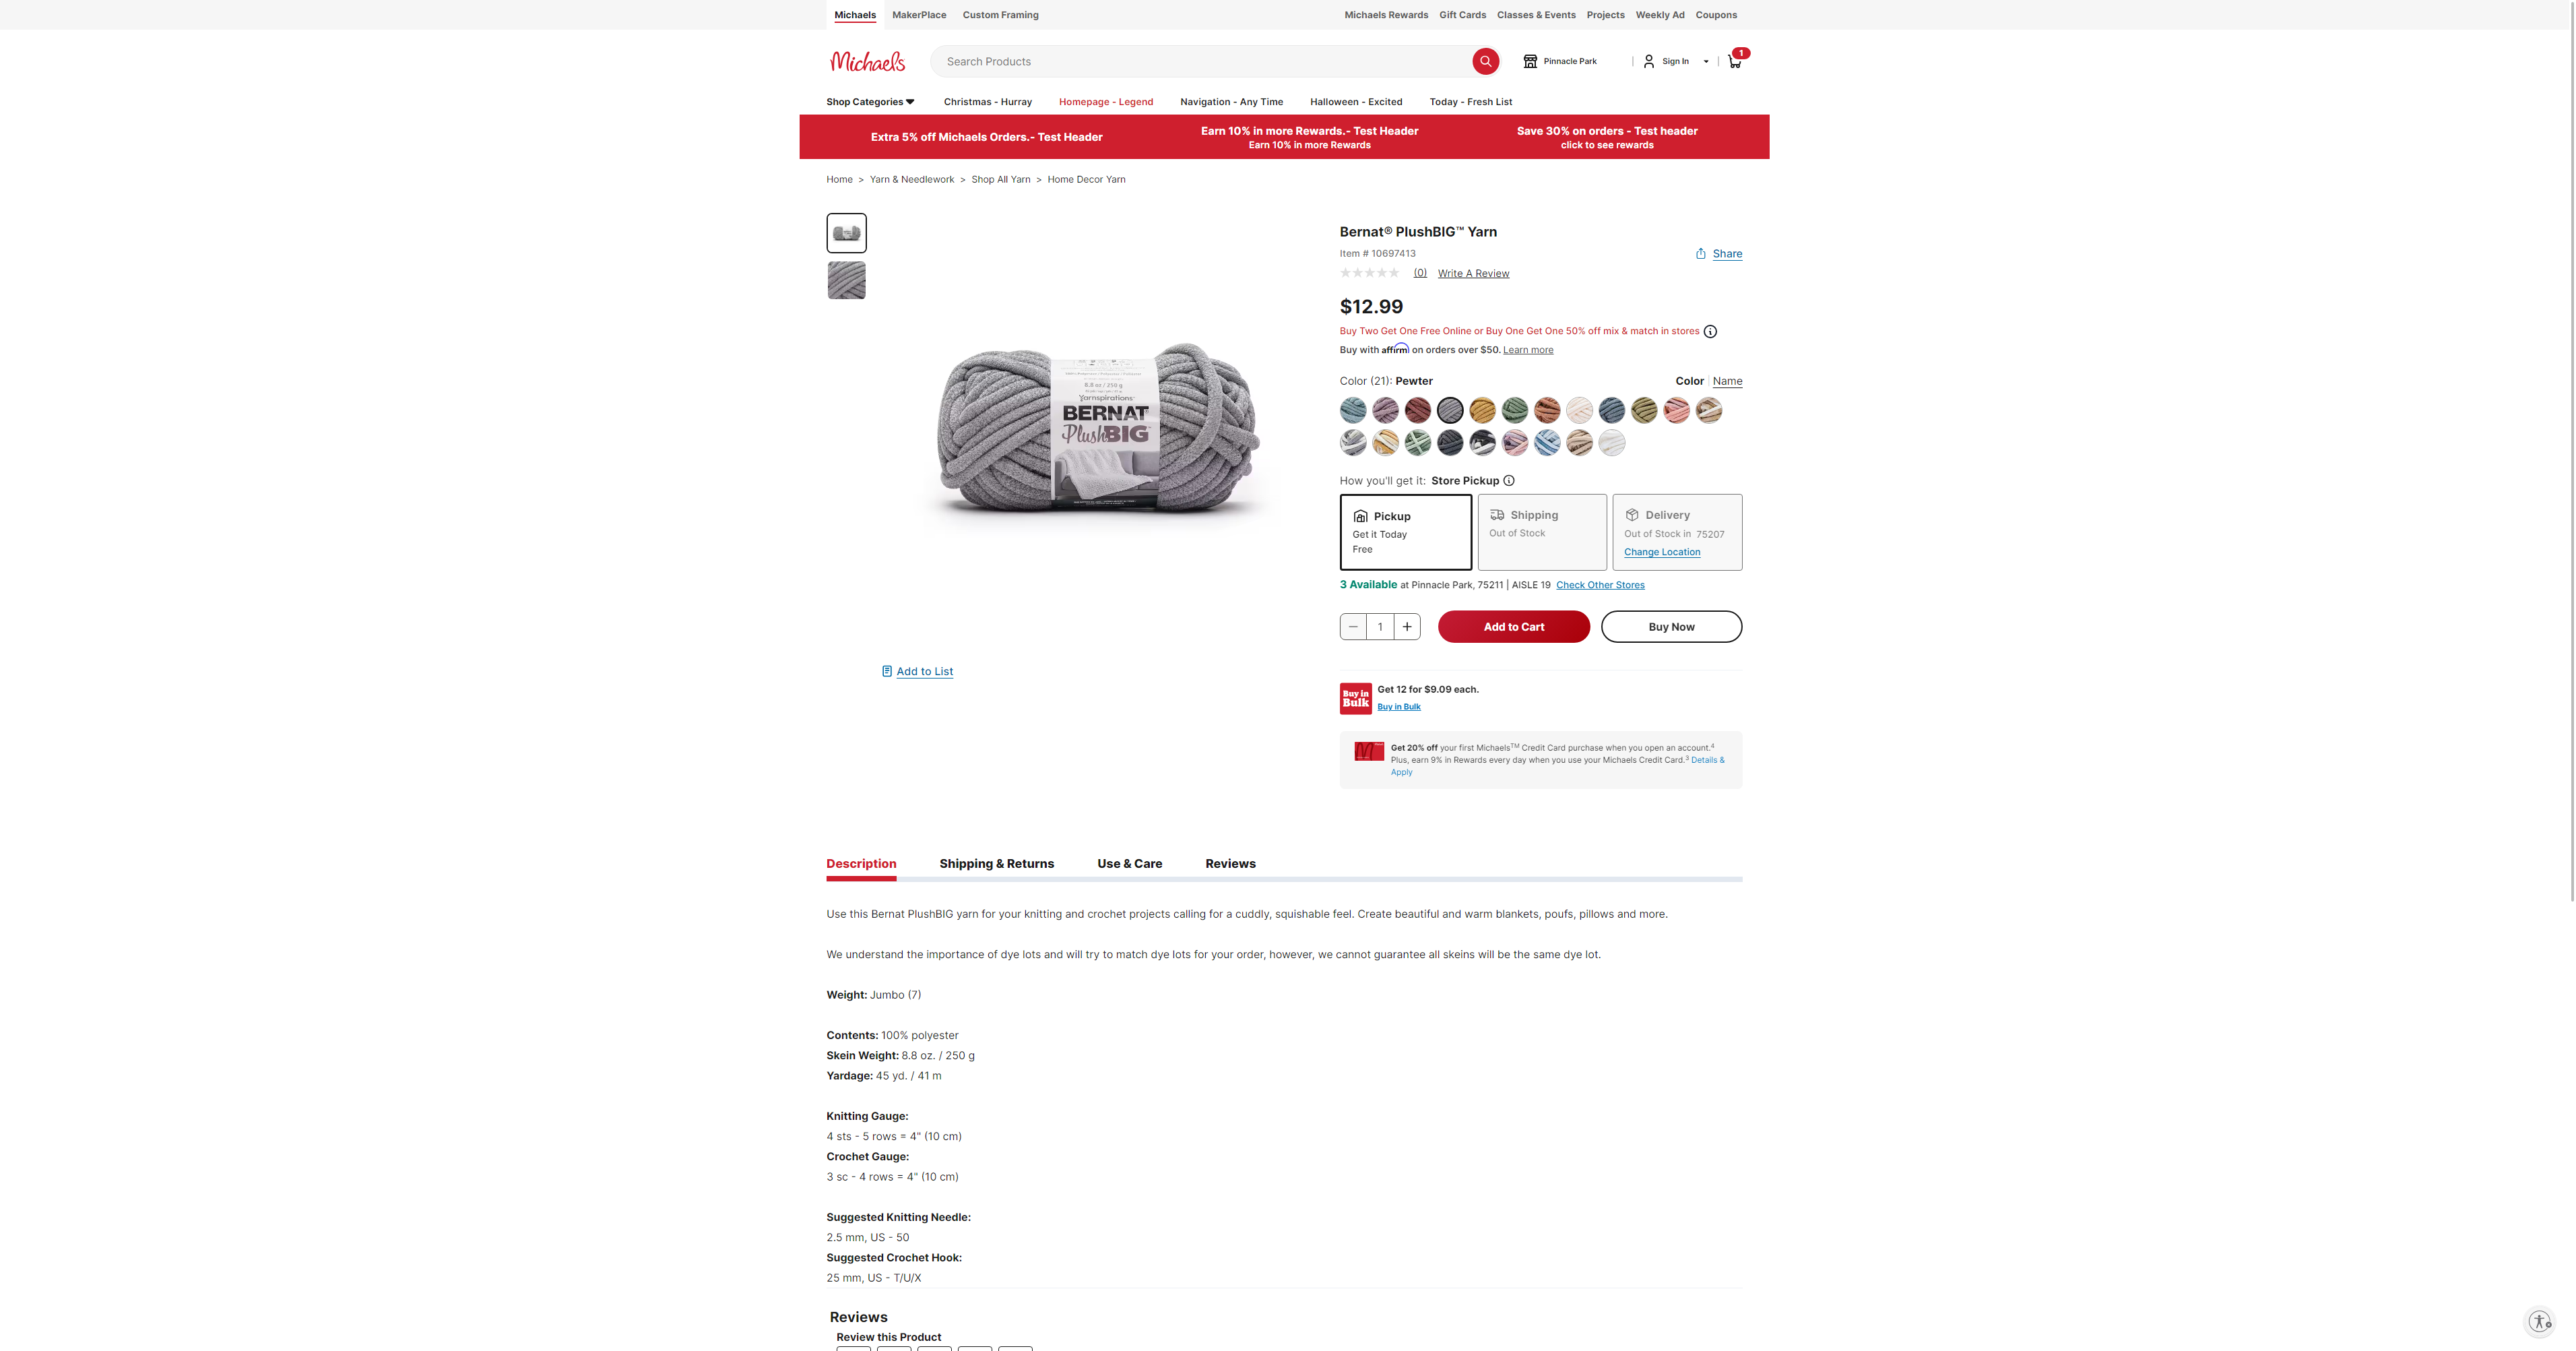 Michaels MakerPlace Custom Framing
Michaels Rewards Gift Cards Classes & Events Projects Weekly Ad Coupons
Michaels
Search Products
Pinnacle Park | Sign In | 1
Shop Categories Christmas - Hurray Homepage - Legend Navigation - Any Time Halloween - Excited Today - Fresh List
Extra 5% off Michaels Orders.- Test Header
Earn 10% in more Rewards.- Test Header
Earn 10% in more Rewards
Save 30% on orders - Test header
click to see rewards
Home > Yarn & Needlework > Shop All Yarn > Home Decor Yarn
8.8 oz / 250 g
Yarnspirations
BERNAT
PlushBIG™
Add to List
Bernat® PlushBIG™ Yarn
Item # 10697413
Share
(0) Write A Review
$12.99
Buy Two Get One Free Online or Buy One Get One 50% off mix & match in stores
Buy with affirm on orders over $50. Learn more
Color (21): Pewter
Color | Name
How you'll get it: Store Pickup
Pickup
Get it Today
Free
Shipping
Out of Stock
Delivery
Out of Stock in 75207
Change Location
3 Available at Pinnacle Park, 75211 | AISLE 19 Check Other Stores
1
Add to Cart
Buy Now
Buy in
Bulk
Get 12 for $9.09 each.
Buy in Bulk
Get 20% off your first Michaels™ Credit Card purchase when you open an account.⁴
Plus, earn 9% in Rewards every day when you use your Michaels Credit Card.³ Details &
Apply
Description Shipping & Returns Use & Care Reviews
Use this Bernat PlushBIG yarn for your knitting and crochet projects calling for a cuddly, squishable feel. Create beautiful and warm blankets, poufs, pillows and more.
We understand the importance of dye lots and will try to match dye lots for your order, however, we cannot guarantee all skeins will be the same dye lot.
Weight: Jumbo (7)
Contents: 100% polyester
Skein Weight: 8.8 oz. / 250 g
Yardage: 45 yd. / 41 m
Knitting Gauge:
4 sts - 5 rows = 4" (10 cm)
Crochet Gauge:
3 sc - 4 rows = 4" (10 cm)
Suggested Knitting Needle:
2.5 mm, US - 50
Suggested Crochet Hook:
25 mm, US - T/U/X
Reviews
Review this Product